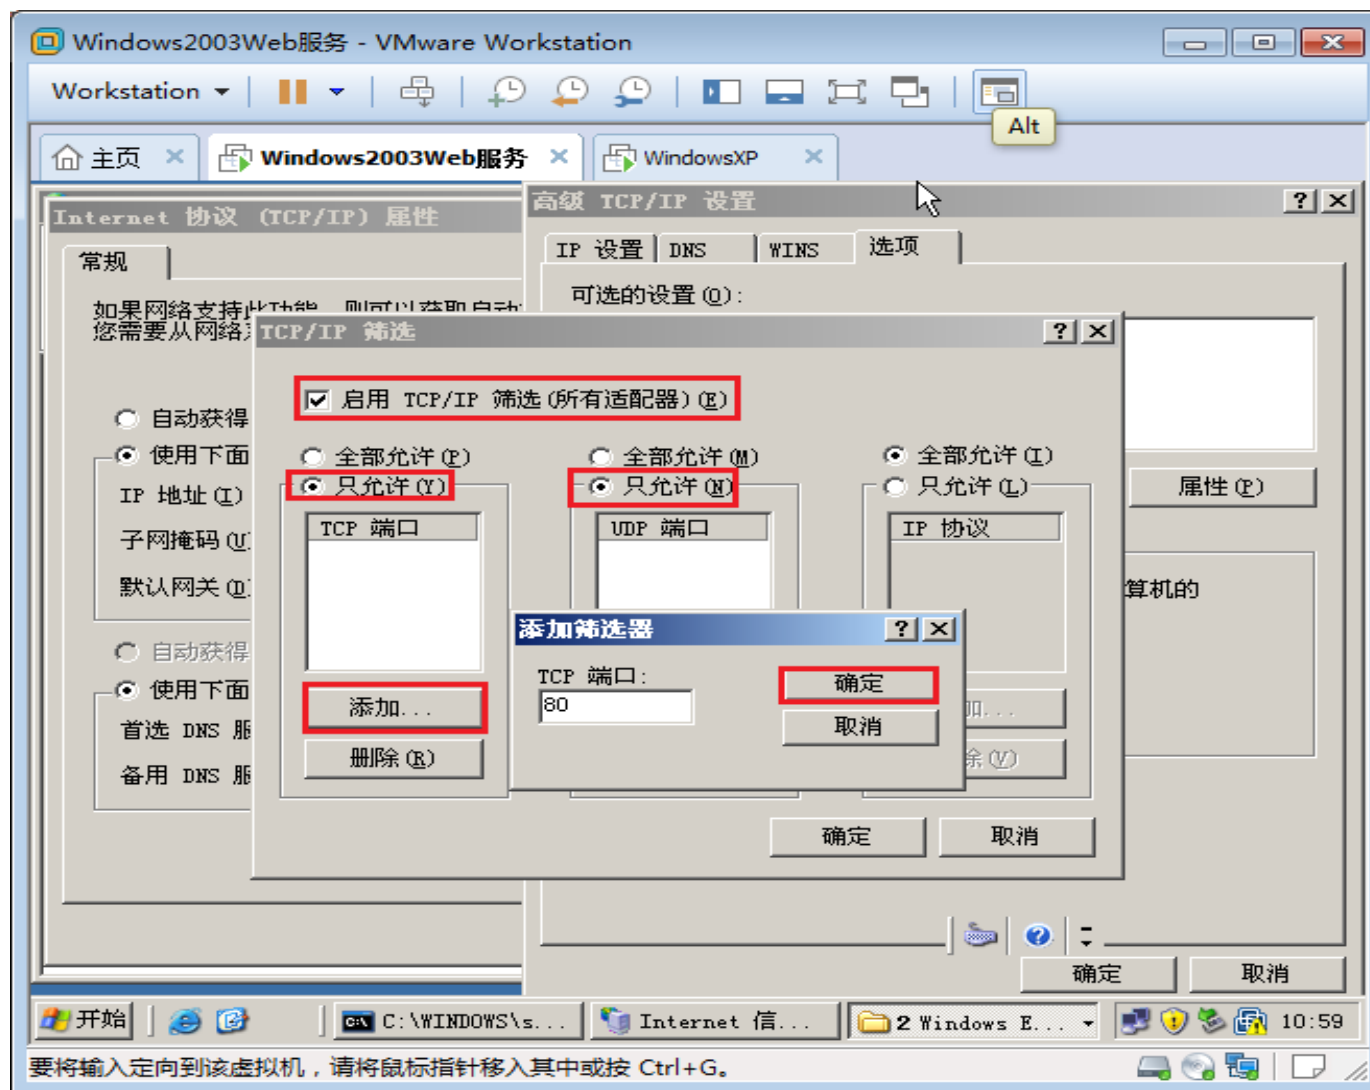 Windows2003Web服务 - VMware Workstation
Workstation
Alt
主页
Windows2003Web服务
WindowsXP
Internet 协议 (TCP/IP) 属性
高级 TCP/IP 设置
常规
IP 设置 DNS WINS 选项
可选的设置(O):
如果网络支持此功能，则可以获取自动
您需要从网络
TCP/IP 筛选
启用 TCP/IP 筛选(所有适配器)(E)
自动获得
全部允许(P) 全部允许(M) 全部允许(I)
使用下面
只允许(Y) 只允许(N) 只允许(L)
属性(P)
IP 地址(I)
TCP 端口 UDP 端口 IP 协议
子网掩码(U)
默认网关(D)
算机的
添加筛选器
自动获得
TCP 端口:
80
确定
取消
使用下面
添加...
加...
首选 DNS 服
删除(R)
除(V)
备用 DNS 服
确定 取消
确定 取消
开始
C:\WINDOWS\s...
Internet 信...
2 Windows E...
10:59
要将输入定向到该虚拟机，请将鼠标指针移入其中或按 Ctrl+G。